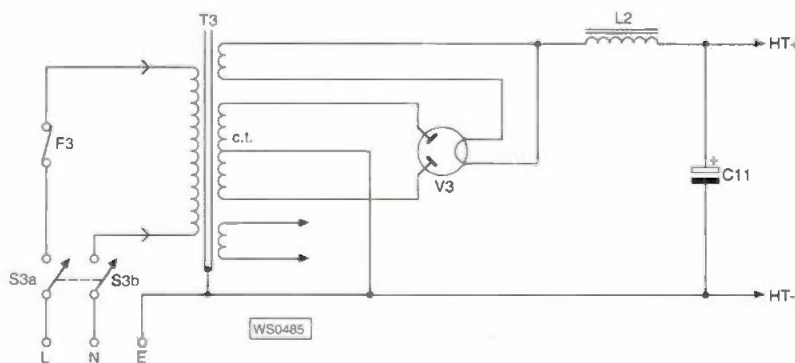 T3
L2
HT+
F3
c.t.
V3
+
C11
S3a
S3b
HT-
WS0485
L
N
E